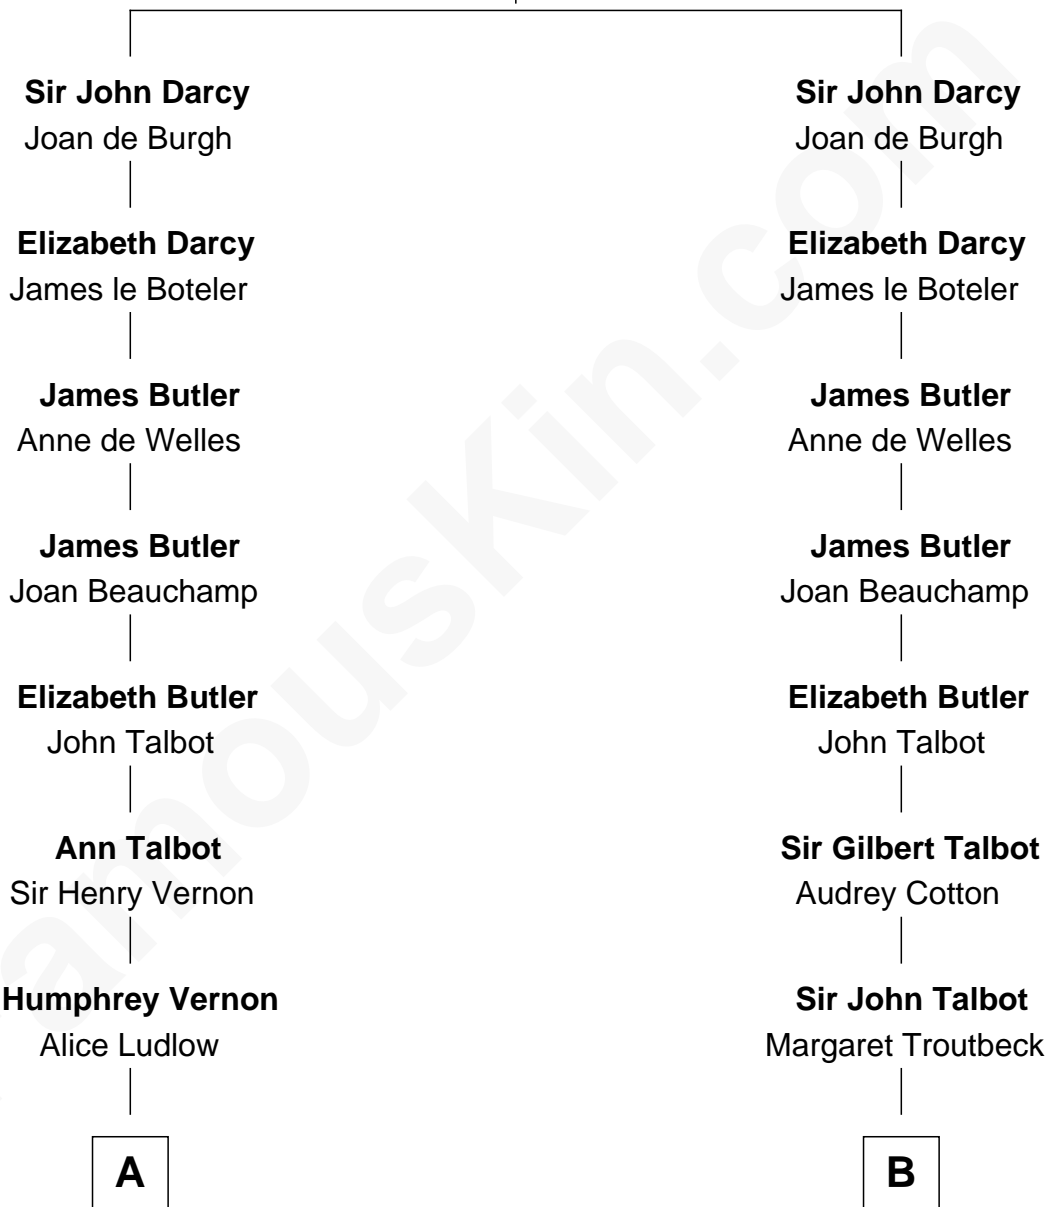 Sir John Darcy
Joan de Burgh
Elizabeth Darcy
James le Boteler
James Butler
Anne de Welles
James Butler
Joan Beauchamp
Elizabeth Butler
John Talbot
Ann Talbot
Sir Henry Vernon
Humphrey Vernon
Alice Ludlow
A
Sir John Darcy
Joan de Burgh
Elizabeth Darcy
James le Boteler
James Butler
Anne de Welles
James Butler
Joan Beauchamp
Elizabeth Butler
John Talbot
Sir Gilbert Talbot
Audrey Cotton
Sir John Talbot
Margaret Troutbeck
B
amouskin.com